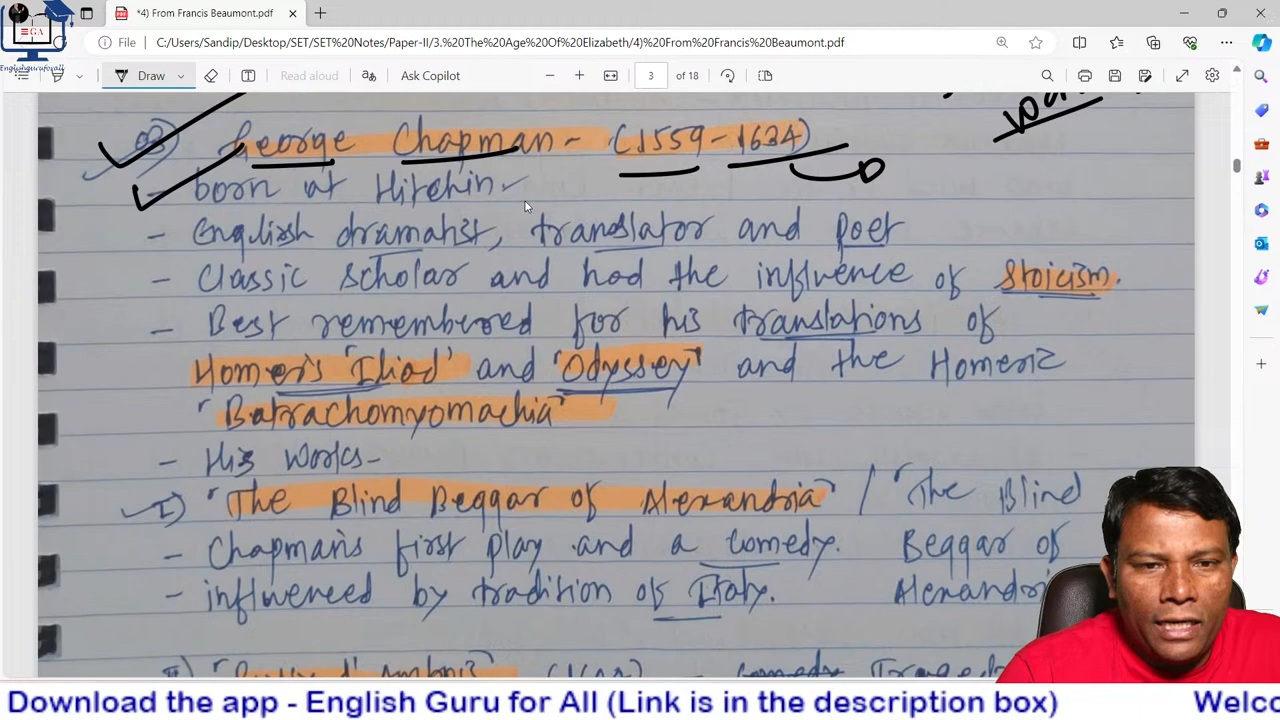 EGA
Englishguruforall
*4) From Francis Beaumont.pdf
File
C:/Users/Sandip/Desktop/SET/SET%20Notes/Paper-II/3.%20The%20Age%20Of%20Elizabeth/4)%20From%20Francis%20Beaumont.pdf
Draw
Read aloud
Ask Copilot
3 of 18
George Chapman - (1559-1634)
- born at Hitchin
- English dramatist, translator and poet
- Classic scholar and had the influence of Stoicism.
- Best remembered for his translations of
Homer's 'Iliad' and 'Odyssey' and the Homeric
'Batrachomyomachia'
- His works-
I) 'The Blind Beggar of Alexandria' / 'The Blind
- Chapman's first play and a comedy. Beggar of
- influenced by tradition of Italy. Alexandri
Download the app - English Guru for All (Link is in the description box) Welco